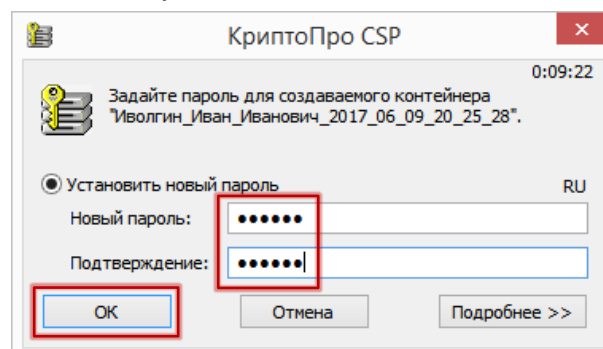 КриптоПро CSP
0:09:22
Задайте пароль для создаваемого контейнера
"Иволгин_Иван_Иванович_2017_06_09_20_25_28".
Установить новый пароль RU
Новый пароль: ●●●●●●
Подтверждение: ●●●●●●
ОК Отмена Подробнее >>